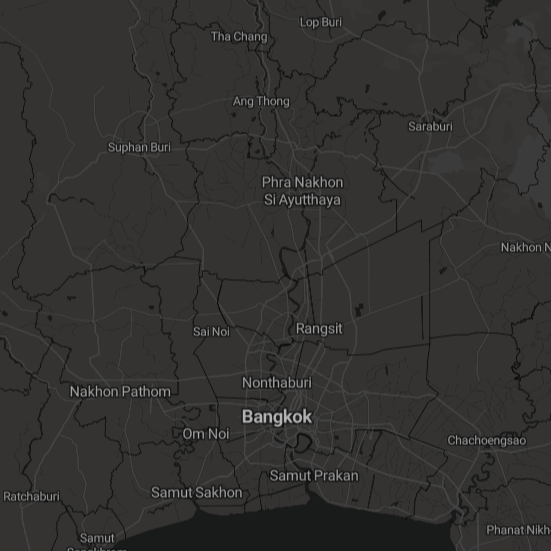 Lop Buri
Tha Chang
Ang Thong
Saraburi
Suphan Buri
Phra Nakhon
Si Ayutthaya
Nakhon N
Sai Noi
Rangsit
Nonthaburi
Nakhon Pathom
Bangkok
Om Noi
Chachoengsao
Samut Prakan
Ratchaburi
Samut Sakhon
Phanat Nikh
Samut